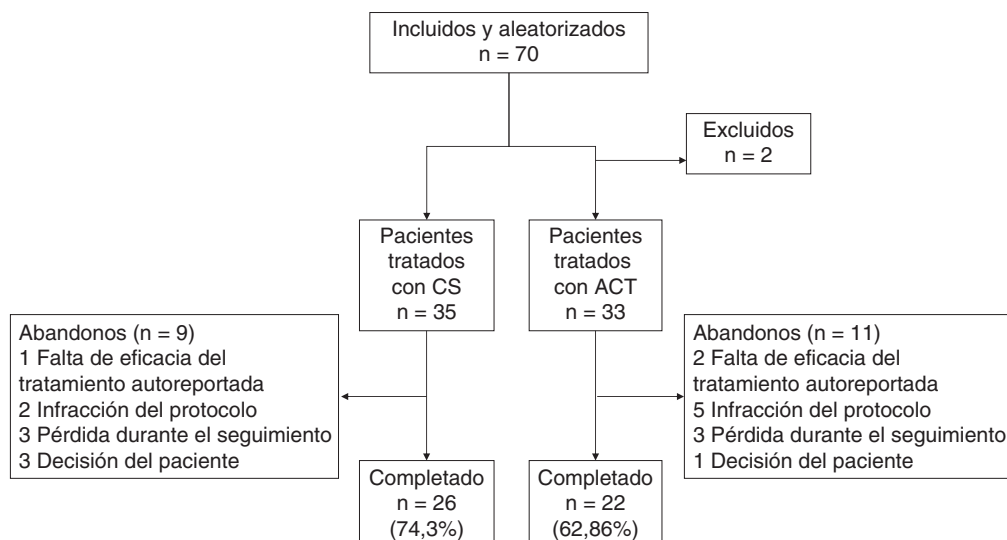 Incluidos y aleatorizados
n = 70
Excluidos
n = 2
Pacientes
tratados
con CS
n = 35
Pacientes
tratados
con ACT
n = 33
Abandonos (n = 9)
1 Falta de eficacia del
tratamiento autoreportada
2 Infracción del protocolo
3 Pérdida durante el seguimiento
3 Decisión del paciente
Abandonos (n = 11)
2 Falta de eficacia del
tratamiento autoreportada
5 Infracción del protocolo
3 Pérdida durante el seguimiento
1 Decisión del paciente
Completado
n = 26
(74,3%)
Completado
n = 22
(62,86%)